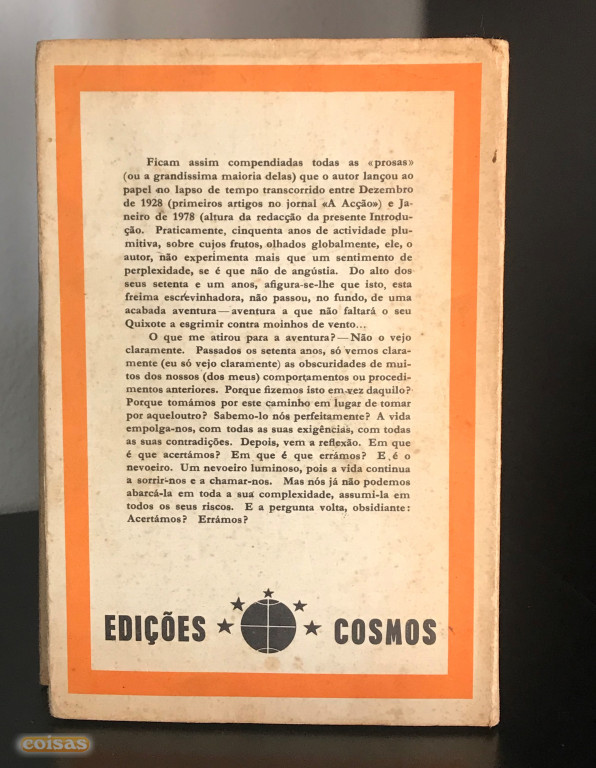 Ficam assim compendiadas todas as «prosas»
(ou a grandissima maioria delas) que o autor lançou ao
papel no lapso de tempo transcorrido entre Dezembro
de 1928 (primeiros artigos no jornal «A Acção») e Ja-
neiro de 1978 (altura da redacção da presente Introdu-
ção. Praticamente, cinquenta anos de actividade plu-
mitiva, sobre cujos frutos, olhados globalmente, ele, o
autor, não experimenta mais que um sentimento de
perplexidade, se é que não de angústia. Do alto dos
seus setenta e um anos, afigura-se-lhe que isto, esta
freima escrevinhadora, não passou, no fundo, de uma
acabada aventura — aventura a que não faltará o seu
Quixote a esgrimir contra moinhos de vento...
O que me atirou para a aventura? — Não o vejo
claramente. Passados os setenta anos, só vemos clara-
mente (eu só vejo claramente) as obscuridades de mui-
tos dos nossos (dos meus) comportamentos ou procedi-
mentos anteriores. Porque fizemos isto em vez daquilo?
Porque tomámos por este caminho em lugar de tomar
por aqueloutro? Sabemo-lo nós perfeitamente? A vida
empolga-nos, com todas as suas exigências, com todas
as suas contradições. Depois, vem a reflexão. Em que
é que acertámos? Em que é que errámos? E é o
nevoeiro. Um nevoeiro luminoso, pois a vida continua
a sorrir-nos e a chamar-nos. Mas nós já não podemos
abarcá-la em toda a sua complexidade, assumi-la em
todos os seus riscos. E a pergunta volta, obsidiante:
Acertámos? Errámos?
EDIÇÕES COSMOS
coisas